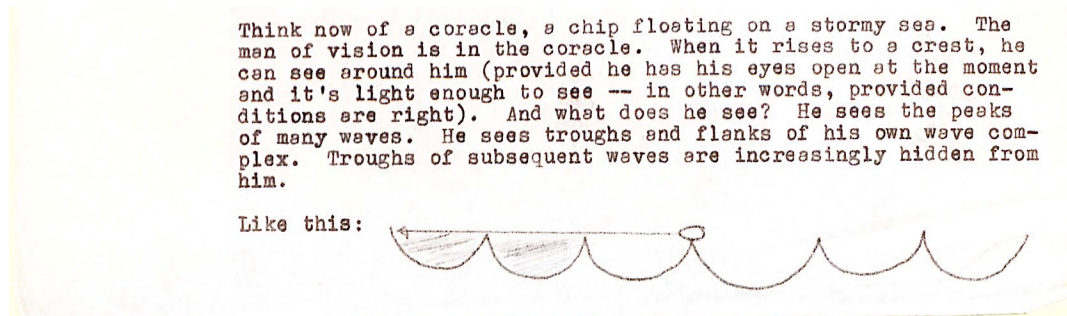 Think now of a coracle, a chip floating on a stormy sea. The
man of vision is in the coracle. When it rises to a crest, he
can see around him (provided he has his eyes open at the moment
and it's light enough to see -- in other words, provided con-
ditions are right). And what does he see? He sees the peaks
of many waves. He sees troughs and flanks of his own wave com-
plex. Troughs of subsequent waves are increasingly hidden from
him.
Like this: